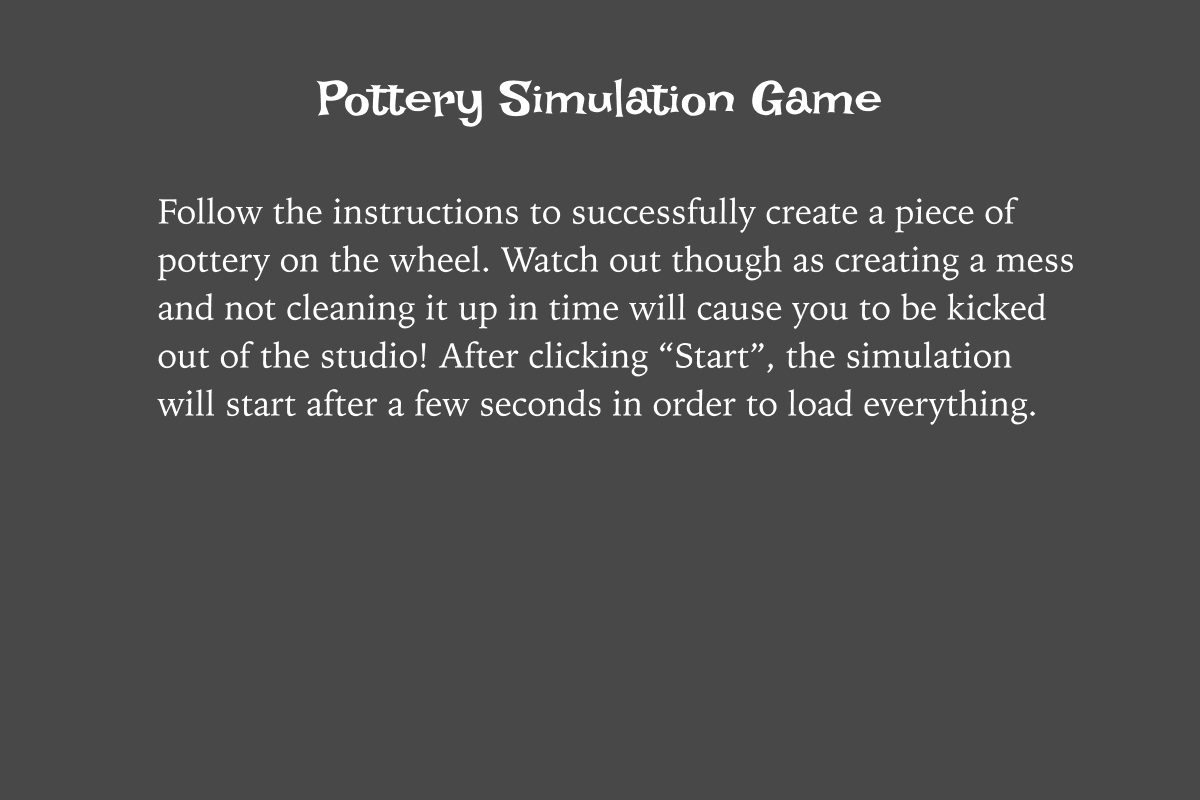 Pottery Simulation Game
Follow the instructions to successfully create a piece of
pottery on the wheel. Watch out though as creating a mess
and not cleaning it up in time will cause you to be kicked
out of the studio! After clicking “Start”, the simulation
will start after a few seconds in order to load everything.